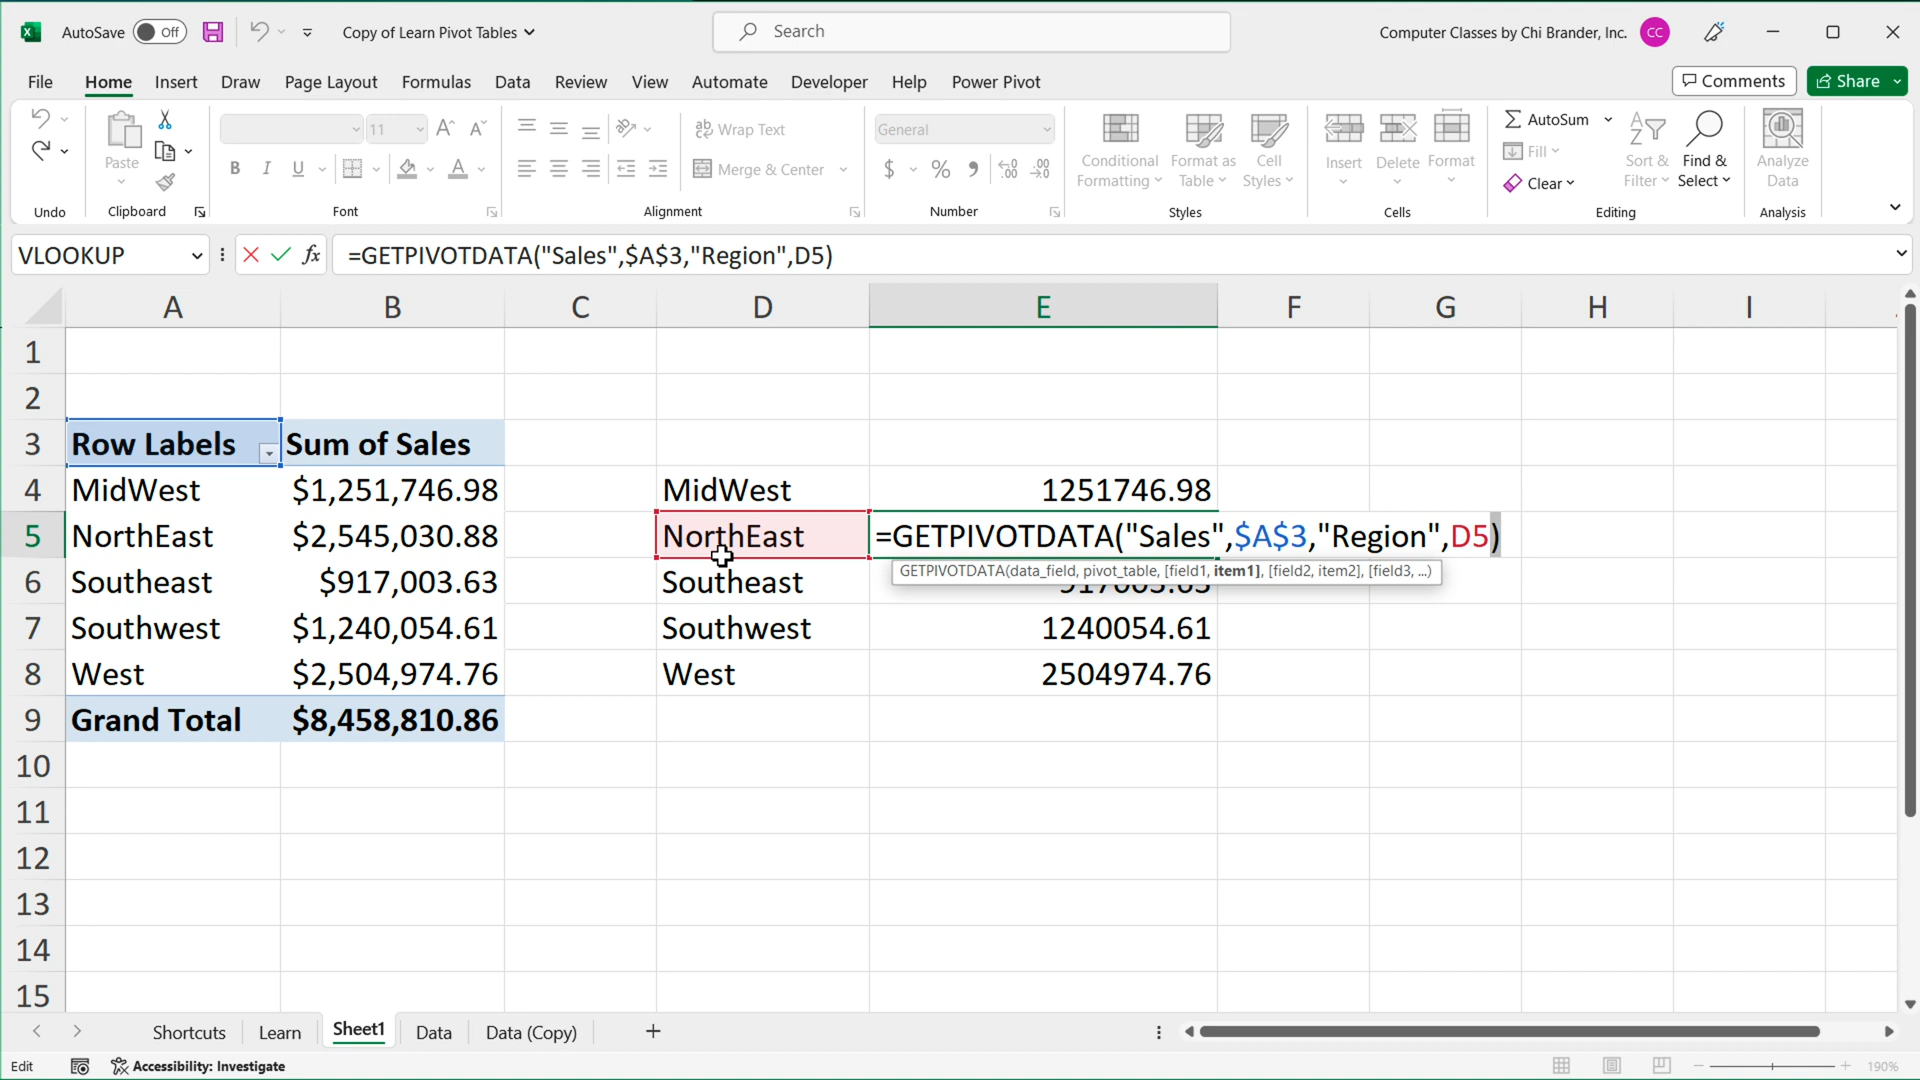 AutoSave Off Copy of Learn Pivot Tables Search Computer Classes by Chi Brander, Inc. CC
File Home Insert Draw Page Layout Formulas Data Review View Automate Developer Help Power Pivot Comments Share
Paste 11 B I U Wrap Text Merge & Center General $ % Conditional Formatting Format as Table Cell Styles Insert Delete Format AutoSum Fill Clear Sort & Filter Find & Select Analyze Data
Undo Clipboard Font Alignment Number Styles Cells Editing Analysis
VLOOKUP fx =GETPIVOTDATA("Sales",$A$3,"Region",D5)
A B C D E F G H I
1
2
3 Row Labels Sum of Sales
4 MidWest $1,251,746.98 MidWest 1251746.98
5 NorthEast $2,545,030.88 NorthEast =GETPIVOTDATA("Sales",$A$3,"Region",D5)
GETPIVOTDATA(data_field, pivot_table, [field1, item1], [field2, item2], [field3, ...)
6 Southeast $917,003.63 Southeast 917003.63
7 Southwest $1,240,054.61 Southwest 1240054.61
8 West $2,504,974.76 West 2504974.76
9 Grand Total $8,458,810.86
10
11
12
13
14
15
Shortcuts Learn Sheet1 Data Data (Copy)
Edit Accessibility: Investigate 190%